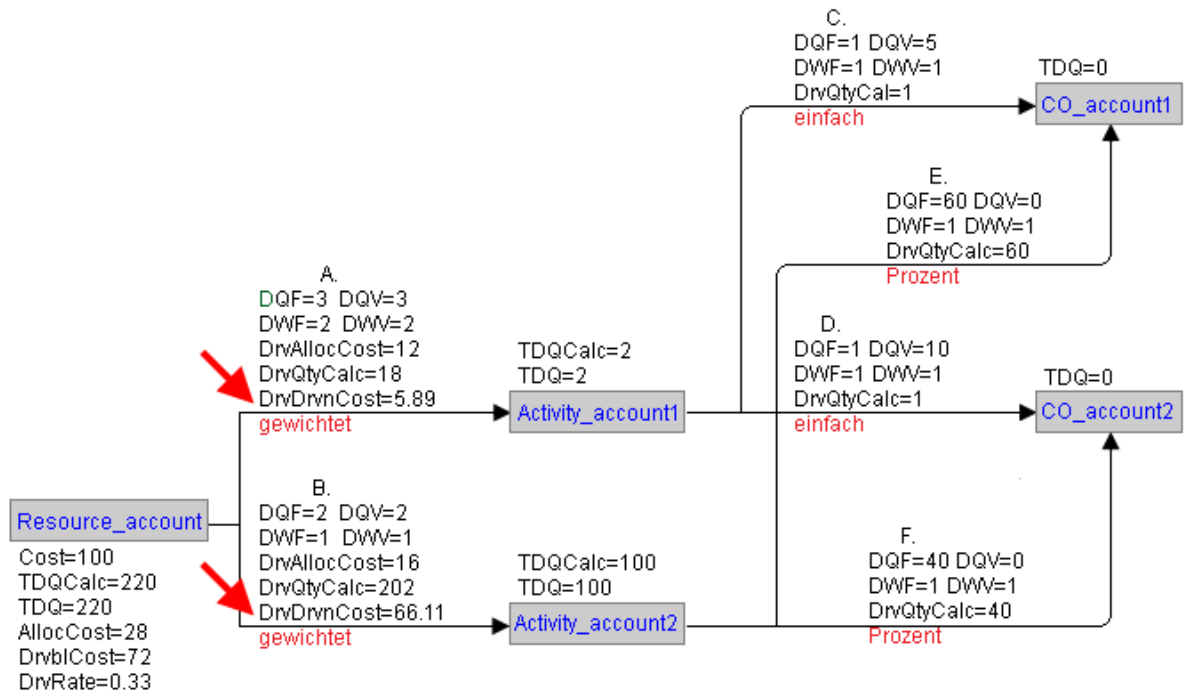 C.
DQF=1 DQV=5
DWF=1 DWV=1
DrvQtyCal=1
einfach
TDQ=0
CO_account1
E.
DQF=60 DQV=0
DWF=1 DWV=1
DrvQtyCalc=60
Prozent
A.
DQF=3 DQV=3
DWF=2 DWV=2
DrvAllocCost=12
DrvQtyCalc=18
DrvDrvnCost=5.89
gewichtet
TDQCalc=2
TDQ=2
Activity_account1
D.
DQF=1 DQV=10
DWF=1 DWV=1
DrvQtyCalc=1
einfach
TDQ=0
CO_account2
B.
DQF=2 DQV=2
DWF=1 DWV=1
DrvAllocCost=16
DrvQtyCalc=202
DrvDrvnCost=66.11
gewichtet
Resource_account
Cost=100
TDQCalc=220
TDQ=220
AllocCost=28
DrvblCost=72
DrvRate=0.33
TDQCalc=100
TDQ=100
Activity_account2
F.
DQF=40 DQV=0
DWF=1 DWV=1
DrvQtyCalc=40
Prozent